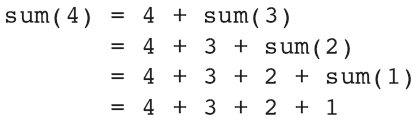 sum(4) = 4 + sum(3)
= 4 + 3 + sum(2)
= 4 + 3 + 2 + sum(1)
= 4 + 3 + 2 + 1